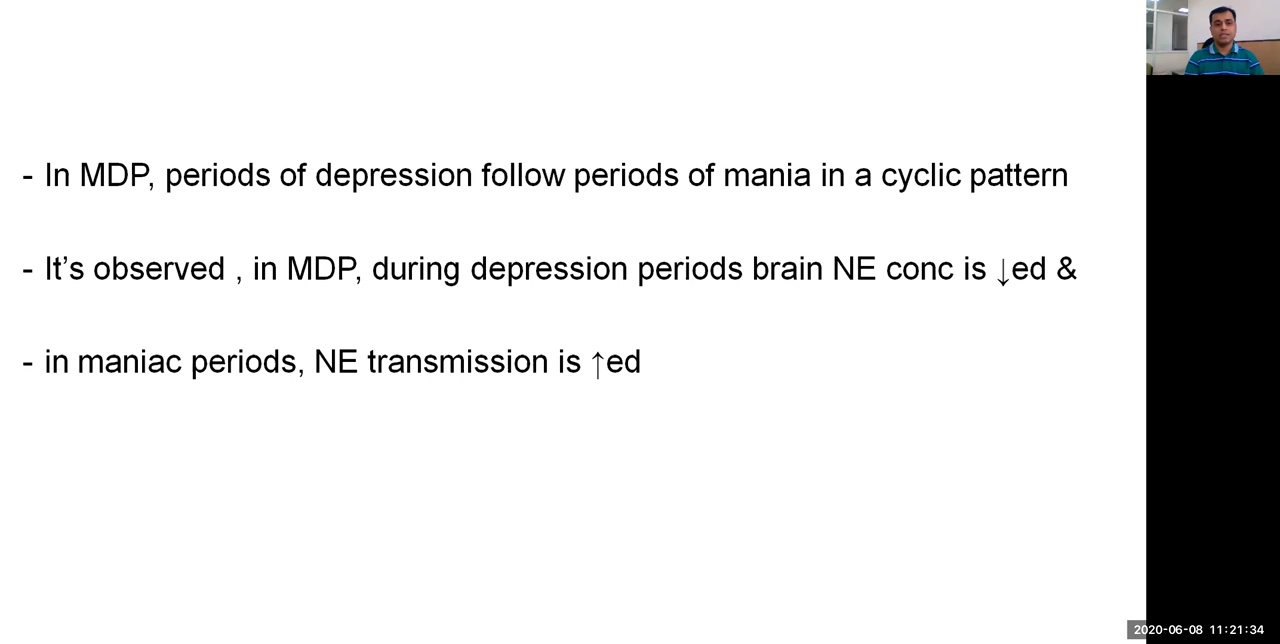 - In MDP, periods of depression follow periods of mania in a cyclic pattern
- It’s observed , in MDP, during depression periods brain NE conc is ↓ed &
- in maniac periods, NE transmission is ↑ed
2020-06-08 11:21:34